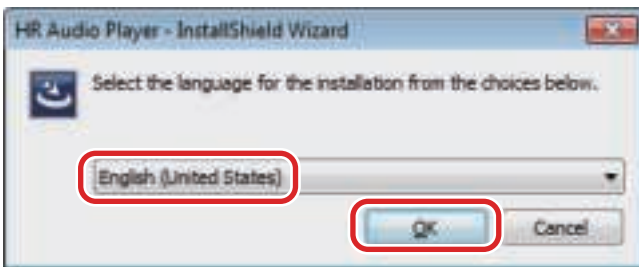 HR Audio Player - InstallShield Wizard
Select the language for the installation from the choices below.
English (United States)
OK
Cancel